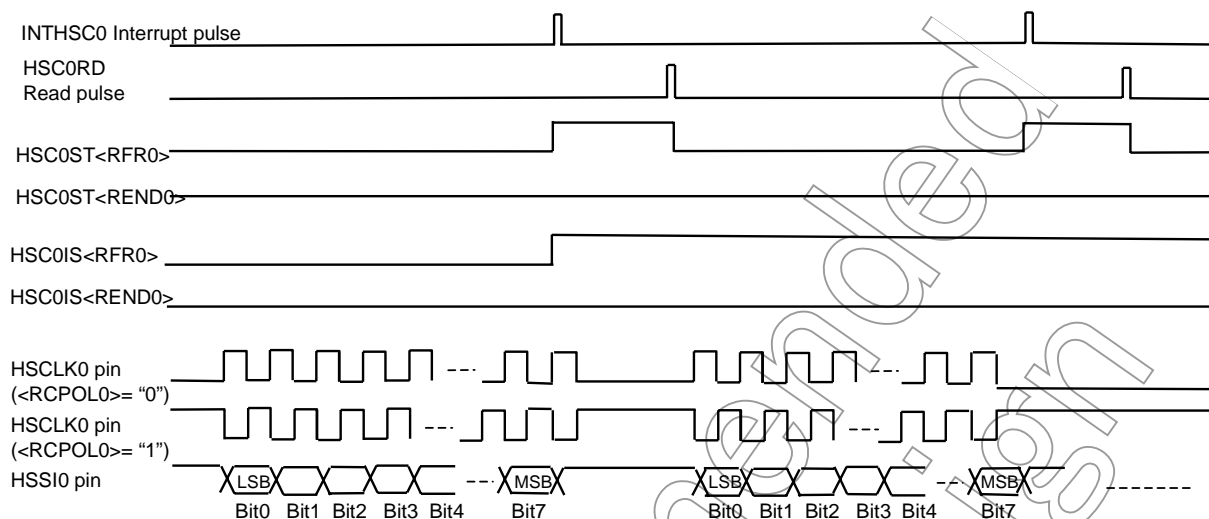 INTHSC0 Interrupt pulse
HSC0RD
Read pulse
HSC0ST<RFR0>
HSC0ST<REND0>
HSC0IS<RFR0>
HSC0IS<REND0>
HSCLK0 pin
(<RCPOL0>= “0”)
HSCLK0 pin
(<RCPOL0>= “1”)
HSSI0 pin
LSB MSB LSB MSB
Bit0 Bit1 Bit2 Bit3 Bit4 Bit7 Bit0 Bit1 Bit2 Bit3 Bit4 Bit7